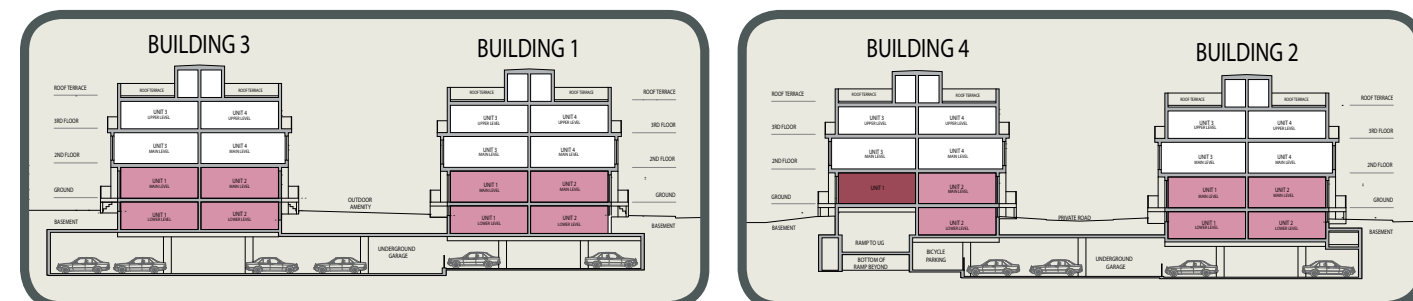 BUILDING 3
BUILDING 1
ROOF TERRACE
3RD FLOOR
2ND FLOOR
GROUND
BASEMENT
ROOF TERRACE
ROOF TERRACE
UNIT 3
UPPER LEVEL
UNIT 4
UPPER LEVEL
UNIT 3
MAIN LEVEL
UNIT 4
MAIN LEVEL
UNIT 1
MAIN LEVEL
UNIT 2
MAIN LEVEL
UNIT 1
LOWER LEVEL
UNIT 2
LOWER LEVEL
OUTDOOR
AMENITY
UNDERGROUND
GARAGE
ROOF TERRACE
ROOF TERRACE
UNIT 3
UPPER LEVEL
UNIT 4
UPPER LEVEL
UNIT 3
MAIN LEVEL
UNIT 4
MAIN LEVEL
UNIT 1
MAIN LEVEL
UNIT 2
MAIN LEVEL
UNIT 1
LOWER LEVEL
UNIT 2
LOWER LEVEL
ROOF TERRACE
3RD FLOOR
2ND FLOOR
GROUND
BASEMENT
BUILDING 4
BUILDING 2
ROOF TERRACE
3RD FLOOR
2ND FLOOR
GROUND
BASEMENT
ROOF TERRACE
ROOF TERRACE
UNIT 3
UPPER LEVEL
UNIT 4
UPPER LEVEL
UNIT 3
MAIN LEVEL
UNIT 4
MAIN LEVEL
UNIT 1
UNIT 2
MAIN LEVEL
UNIT 2
LOWER LEVEL
RAMP TO UG
BOTTOM OF
RAMP BEYOND
BICYCLE
PARKING
PRIVATE ROAD
UNDERGROUND
GARAGE
ROOF TERRACE
ROOF TERRACE
UNIT 3
UPPER LEVEL
UNIT 4
UPPER LEVEL
UNIT 3
MAIN LEVEL
UNIT 4
MAIN LEVEL
UNIT 1
MAIN LEVEL
UNIT 2
MAIN LEVEL
UNIT 1
LOWER LEVEL
UNIT 2
LOWER LEVEL
ROOF TERRACE
3RD FLOOR
2ND FLOOR
GROUND
BASEMENT